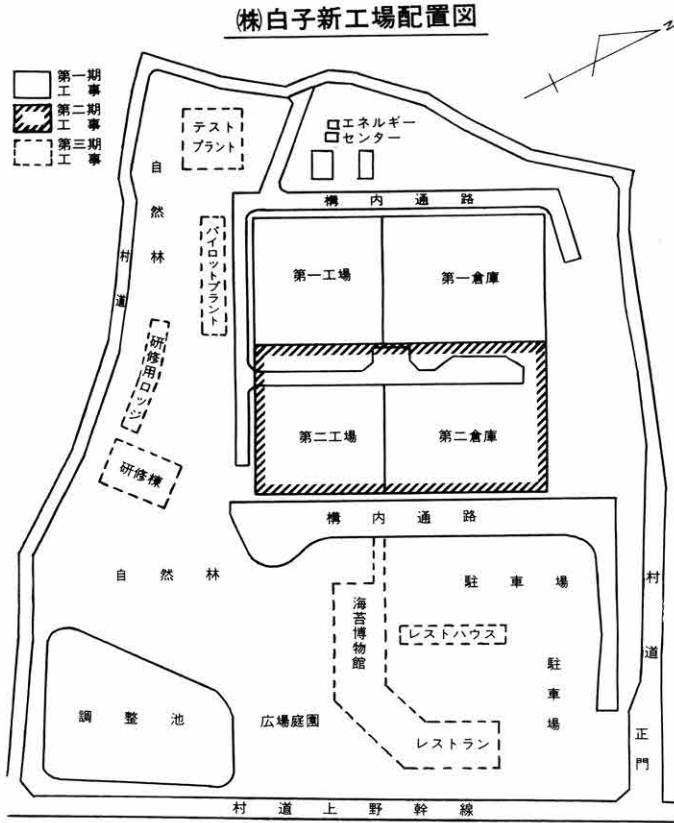 ㈱白子新工場配置図
N
第一期
工事
第二期
工事
第三期
工事
テスト
プラント
エネルギー
センター
自然林
村道
構内通路
パイロットプラント
第一工場
第一倉庫
研修用ロッジ
第二工場
第二倉庫
研修棟
構内通路
自然林
駐車場
村道
海苔博物館
レストハウス
駐車場
調整池
広場庭園
レストラン
正門
村道上野幹線